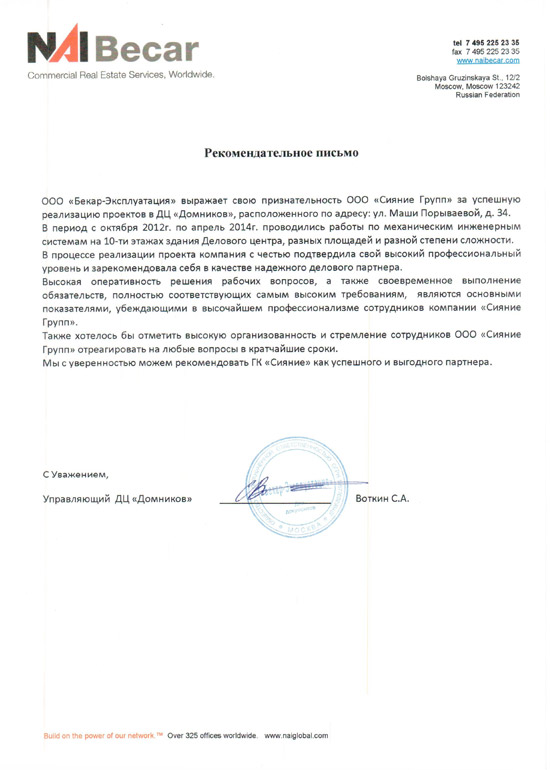 NAI Becar
Commercial Real Estate Services, Worldwide.
tel 7 495 225 23 35
fax 7 495 225 23 35
www.naibecar.com
Bolshaya Gruzinskaya St., 12/2
Moscow, Moscow 123242
Russian Federation
Рекомендательное письмо
ООО «Бекар-Эксплуатация» выражает свою признательность ООО «Сияние Групп» за успешную
реализацию проектов в ДЦ «Домников», расположенного по адресу: ул. Маши Порываевой, д. 34.
В период с октября 2012г. по апрель 2014г. проводились работы по механическим инженерным
системам на 10-ти этажах здания Делового центра, разных площадей и разной степени сложности.
В процессе реализации проекта компания с честью подтвердила свой высокий профессиональный
уровень и зарекомендовала себя в качестве надежного делового партнера.
Высокая оперативность решения рабочих вопросов, а также своевременное выполнение
обязательств, полностью соответствующих самым высоким требованиям, являются основными
показателями, убеждающими в высочайшем профессионализме сотрудников компании «Сияние
Групп».
Также хотелось бы отметить высокую организованность и стремление сотрудников ООО «Сияние
Групп» отреагировать на любые вопросы в кратчайшие сроки.
Мы с уверенностью можем рекомендовать ГК «Сияние» как успешного и выгодного партнера.
С Уважением,
Управляющий ДЦ «Домников»
Воткин С.А.
Для
документов
МОСКВА
Build on the power of our network.™ Over 325 offices worldwide. www.naiglobal.com